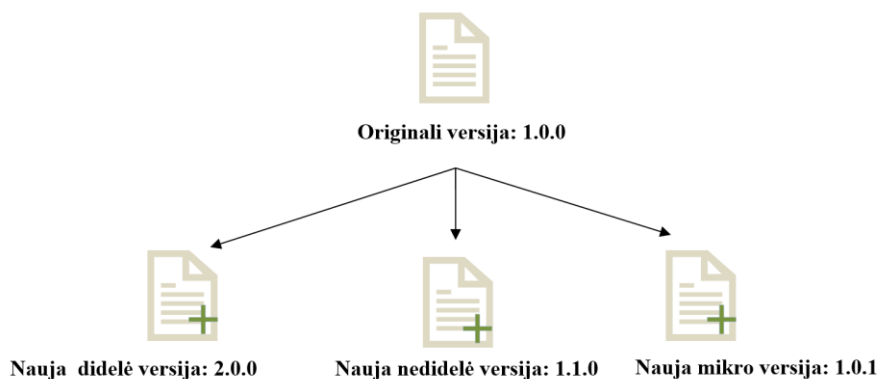 Originali versija: 1.0.0
Nauja didelė versija: 2.0.0
Nauja nedidelė versija: 1.1.0
Nauja mikro versija: 1.0.1